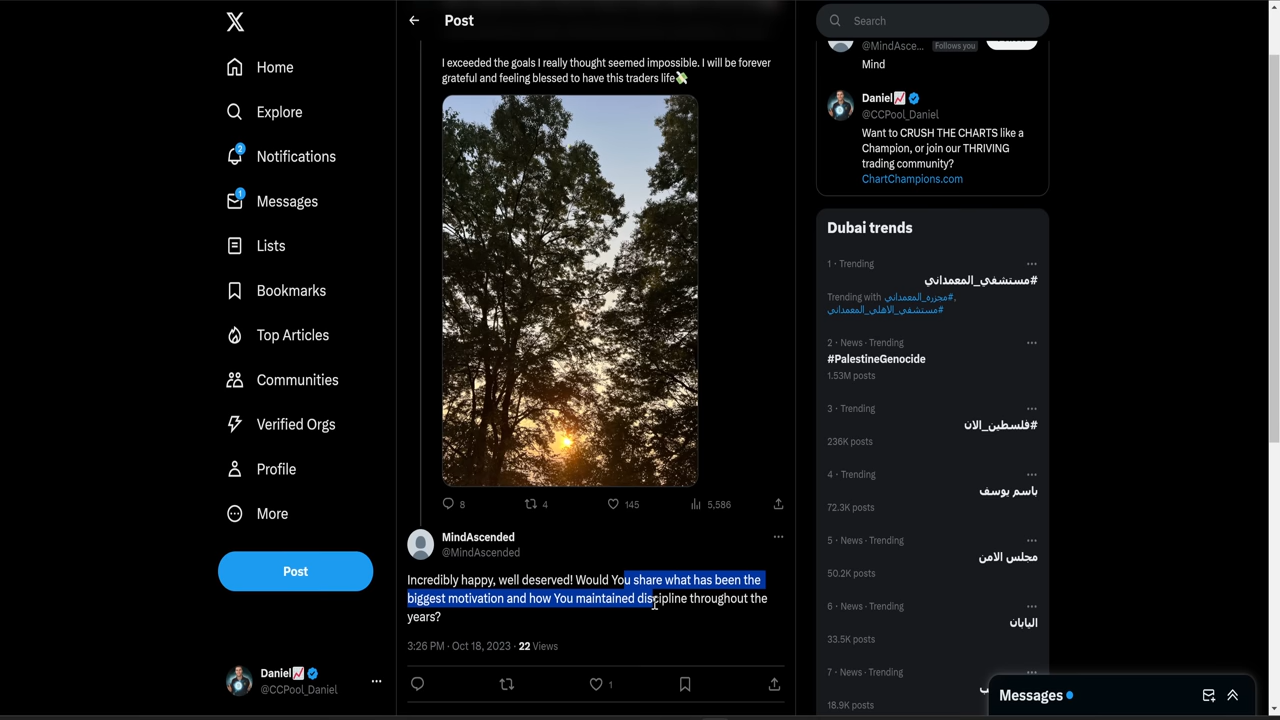 X
Home
Explore
2
Notifications
1
Messages
Lists
Bookmarks
Top Articles
Communities
Verified Orgs
Profile
More
Post
Daniel
@CCPool_Daniel
Post
I exceeded the goals I really thought seemed impossible. I will be forever
grateful and feeling blessed to have this traders life
8
4
145
5,586
MindAscended
@MindAscended
Incredibly happy, well deserved! Would You share what has been the
biggest motivation and how You maintained discipline throughout the
years?
3:26 PM · Oct 18, 2023 · 22 Views
1
Search
@MindAsce... Follows you
Mind
Daniel
@CCPool_Daniel
Want to CRUSH THE CHARTS like a
Champion, or join our THRIVING
trading community?
ChartChampions.com
Dubai trends
1 · Trending
#مستشفي_المعمداني
Trending with #مجزره_المعمداني,
#مستشفي_الاهلي_المعمداني
2 · News · Trending
#PalestineGenocide
1.53M posts
3 · Trending
#فلسطين_الان
236K posts
4 · Trending
باسم يوسف
72.3K posts
5 · News · Trending
مجلس الامن
50.2K posts
6 · News · Trending
اليابان
33.5K posts
7 · News · Trending
18.9K posts
Messages